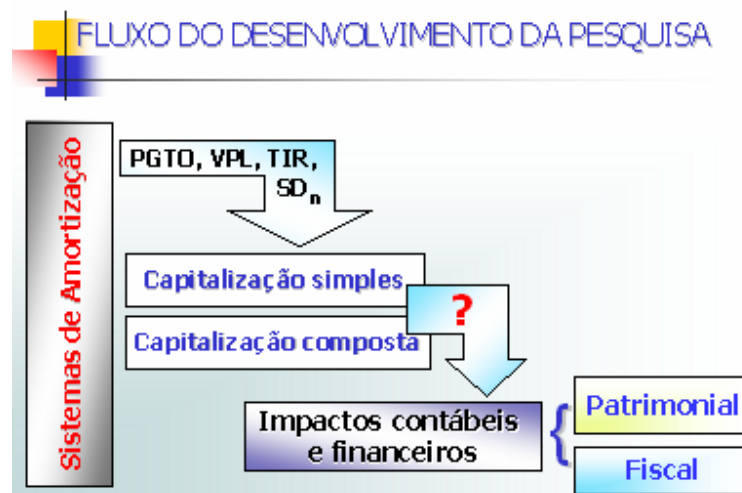 FLUXO DO DESENVOLVIMENTO DA PESQUISA
Sistemas de Amortização
PGTO, VPL, TIR,
SDn
Capitalização simples
?
Capitalização composta
Impactos contábeis
e financeiros
{
Patrimonial
Fiscal